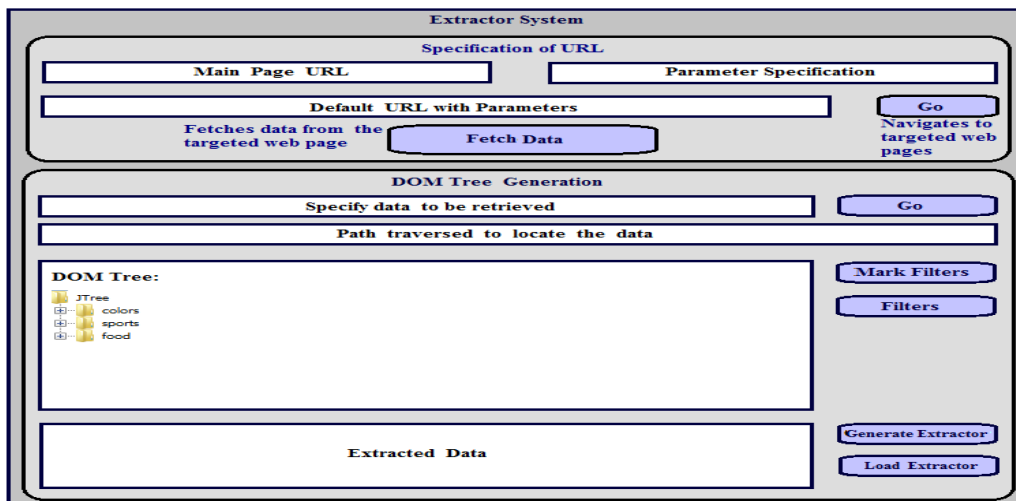 Extractor System
Specification of URL
Main Page URL
Parameter Specification
Default URL with Parameters
Go
Fetches data from the
targeted web page
Fetch Data
Navigates to
targeted web
pages
DOM Tree Generation
Specify data to be retrieved
Go
Path traversed to locate the data
DOM Tree:
JTree
colors
sports
food
Mark Filters
Filters
Extracted Data
Generate Extractor
Load Extractor